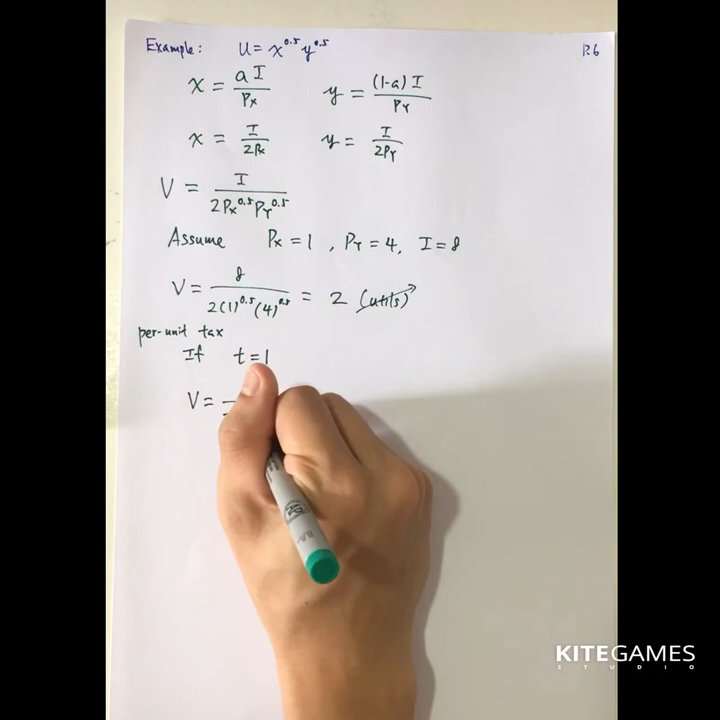 Example: U = x^0.5 y^0.5 P.6
x = aI/Px y = (1-a)I/PY
x = I/2Px y = I/2PY
V = I/2Px^0.5 PY^0.5
Assume Px = 1, PY = 4, I = 8
V = 8/2(1)^0.5 (4)^0.5 = 2 (utils)
per-unit tax
If t = 1
V =
KITEGAMES
STUDIO